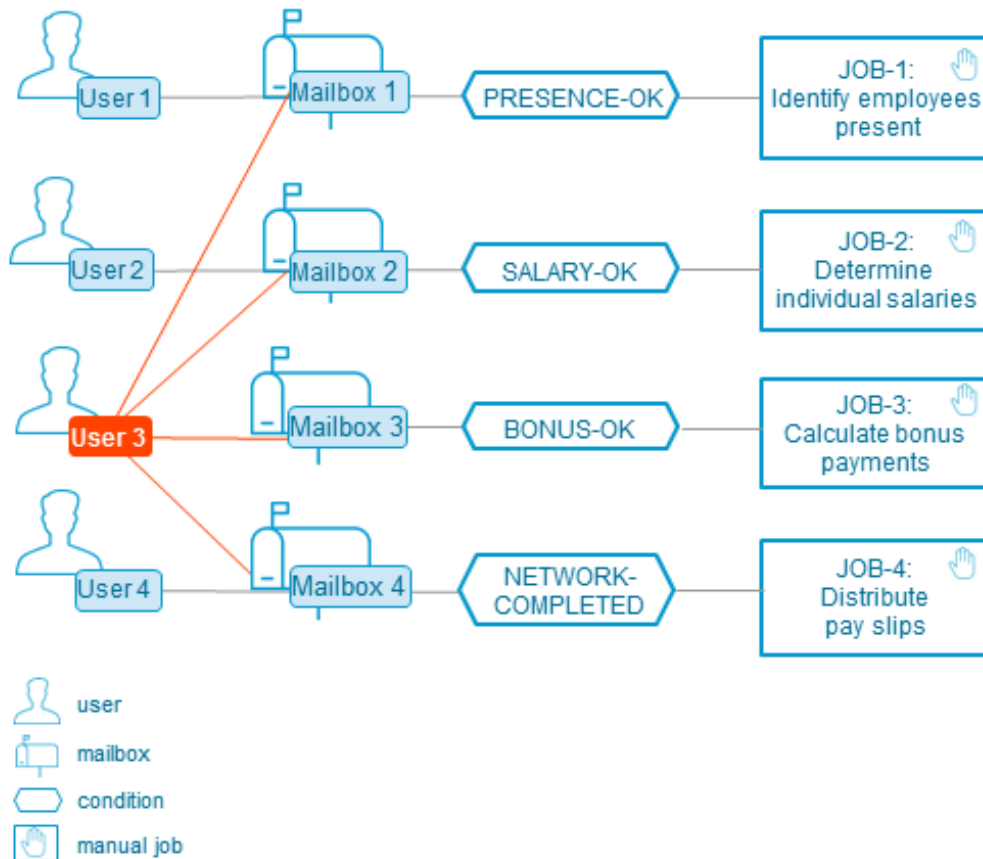 User 1
Mailbox 1
PRESENCE-OK
JOB-1:
Identify employees
present
User 2
Mailbox 2
SALARY-OK
JOB-2:
Determine
individual salaries
User 3
Mailbox 3
BONUS-OK
JOB-3:
Calculate bonus
payments
User 4
Mailbox 4
NETWORK-
COMPLETED
JOB-4:
Distribute
pay slips
user
mailbox
condition
manual job